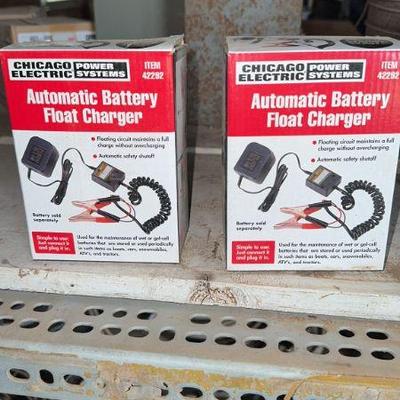 CHICAGO POWER
ELECTRIC SYSTEMS
ITEM
42292
Automatic Battery
Float Charger
• Floating circuit maintains a full
charge without overcharging
• Automatic safety shutoff
Battery sold
separately
Simple to use:
Just connect it
and plug it in.
Used for the maintenance of wet or gel-cell
batteries that are stored or used periodically
in such items as boats, cars, snowmobiles,
ATV's, and tractors.
CHICAGO POWER
ELECTRIC SYSTEMS
ITEM
42292
Automatic Battery
Float Charger
• Floating circuit maintains a full
charge without overcharging
• Automatic safety shutoff
Battery sold
separately
Simple to use:
Just connect it
and plug it in.
Used for the maintenance of wet or gel-cell
batteries that are stored or used periodically
in such items as boats, cars, snowmobiles,
ATV's, and tractors.